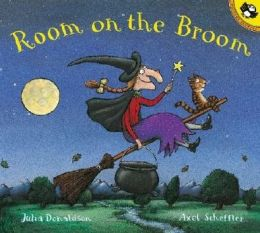 Room on the Broom
Julia Donaldson
Axel Scheffler